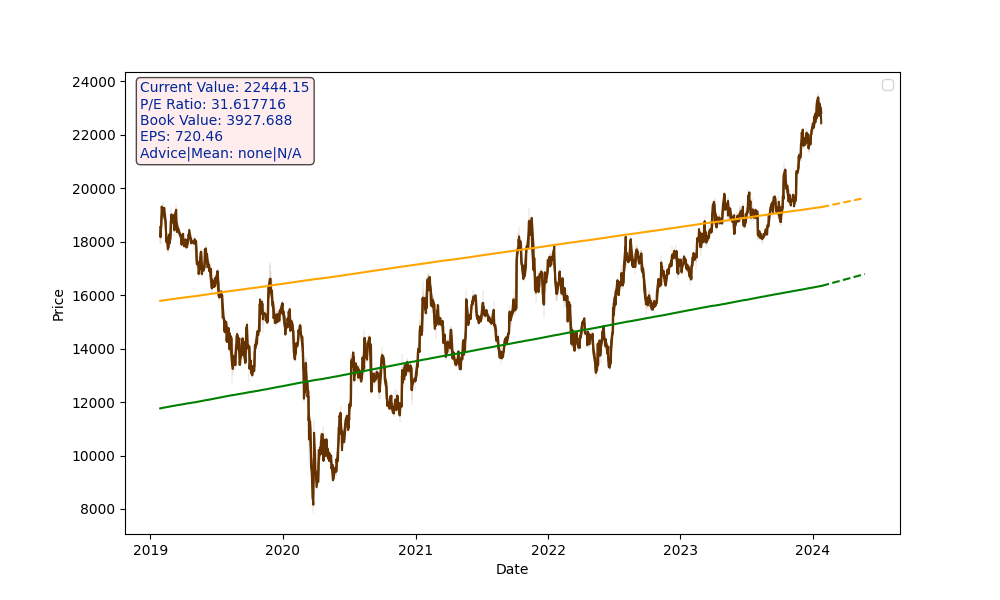 Current Value: 22444.15
P/E Ratio: 31.617716
Book Value: 3927.688
EPS: 720.46
Advice|Mean: none|N/A
24000
22000
20000
18000
16000
14000
12000
10000
8000
Price
2019 2020 2021 2022 2023 2024
Date